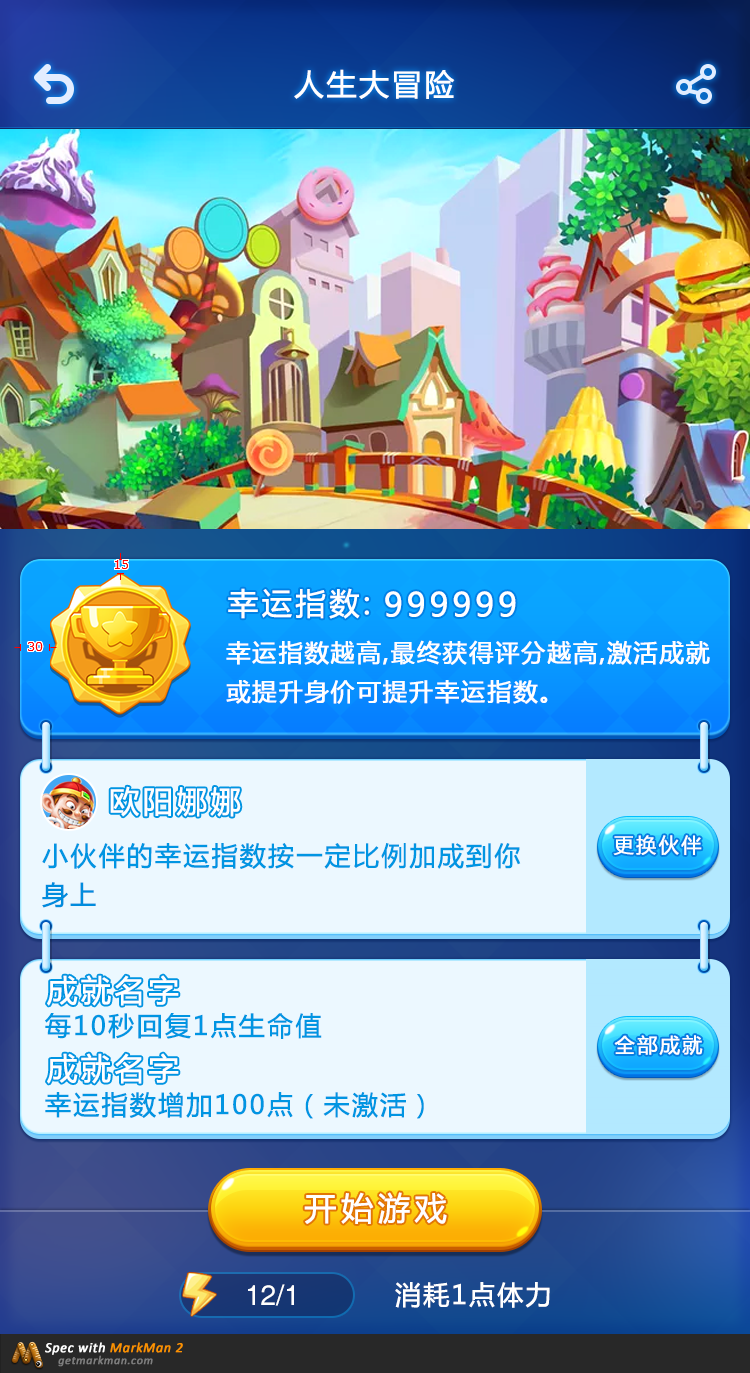 人生大冒险
15
幸运指数: 999999
30
幸运指数越高,最终获得评分越高,激活成就
或提升身价可提升幸运指数。
欧阳娜娜
小伙伴的幸运指数按一定比例加成到你
身上
更换伙伴
成就名字
每10秒回复1点生命值
全部成就
成就名字
幸运指数增加100点（未激活）
开始游戏
12/1
消耗1点体力
Spec with MarkMan 2
getmarkman.com